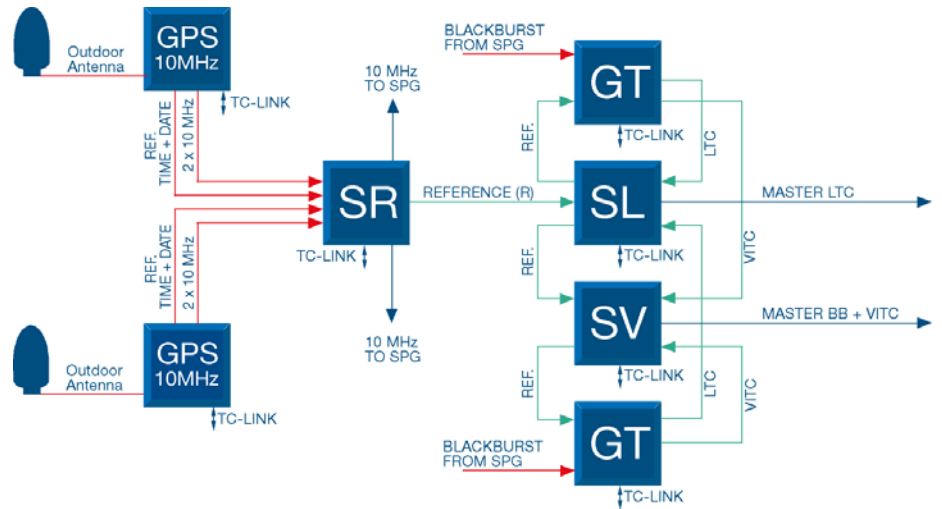 GPS
10MHz
Outdoor
Antenna
TC-LINK
REF.
TIME + DATE
2 x 10 MHz
10 MHz
TO SPG
SR
TC-LINK
10 MHz
TO SPG
REF.
TIME + DATE
2 x 10 MHz
GPS
10MHz
Outdoor
Antenna
TC-LINK
BLACKBURST
FROM SPG
GT
TC-LINK
REF.
LTC
REFERENCE (R)
SL
MASTER LTC
TC-LINK
VITC
REF.
SV
MASTER BB + VITC
TC-LINK
REF.
LTC
VITC
GT
BLACKBURST
FROM SPG
TC-LINK